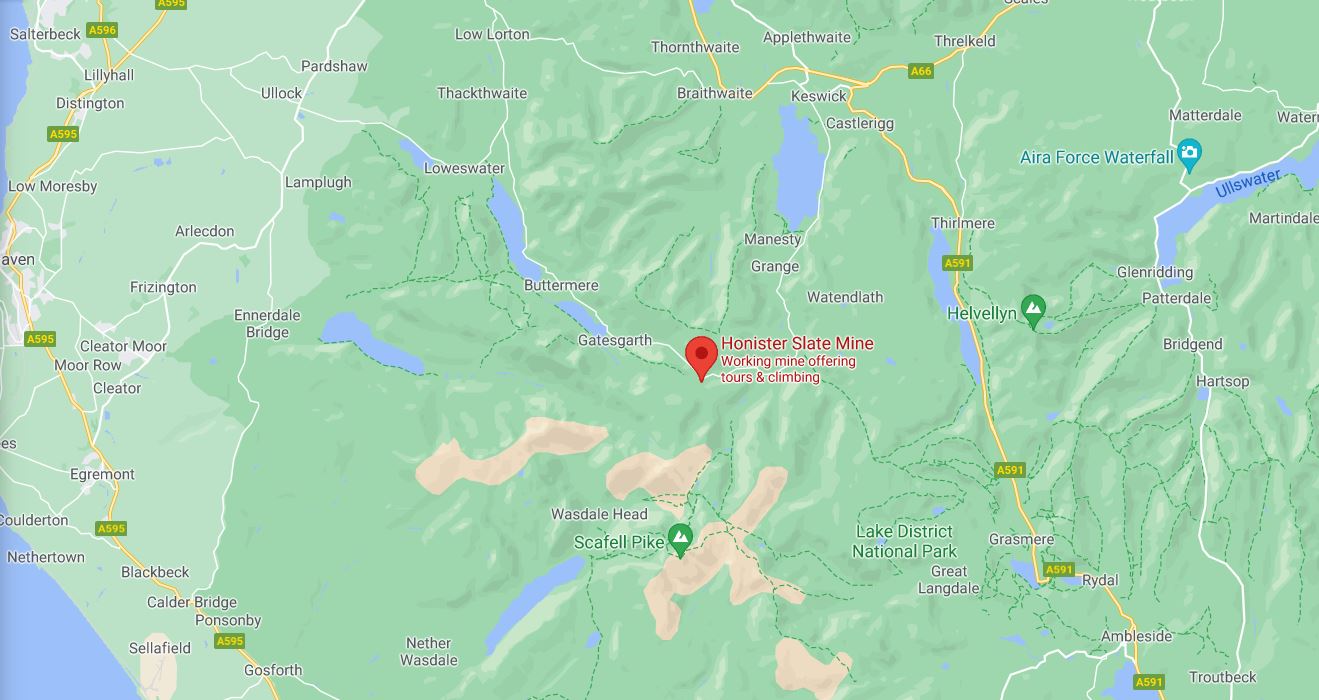 A595
Scales
Salterbeck
A596
Low Lorton
Applethwaite
Thornthwaite
Threlkeld
Pardshaw
Lillyhall
A66
Ullock
Thackthwaite
Braithwaite
Keswick
Distington
Castlerigg
Matterdale
Watern
A595
Aira Force Waterfall
Loweswater
Lamplugh
Low Moresby
Ullswater
Martindale
Arlecdon
Thirlmere
Manesty
aven
A591
Grange
Glenridding
Frizington
Buttermere
Watendlath
Patterdale
Ennerdale
Bridge
Helvellyn
A595
Gatesgarth
Honister Slate Mine
Working mine offering
tours & climbing
Bridgend
Cleator Moor
Moor Row
Cleator
Hartsop
es
Egremont
A591
Wasdale Head
Coulderton
A595
Scafell Pike
Lake District
National Park
Grasmere
Nethertown
Blackbeck
Great
Langdale
A591
Rydal
Calder Bridge
Ponsonby
Sellafield
A595
Nether
Wasdale
Ambleside
Gosforth
A591
Troutbeck